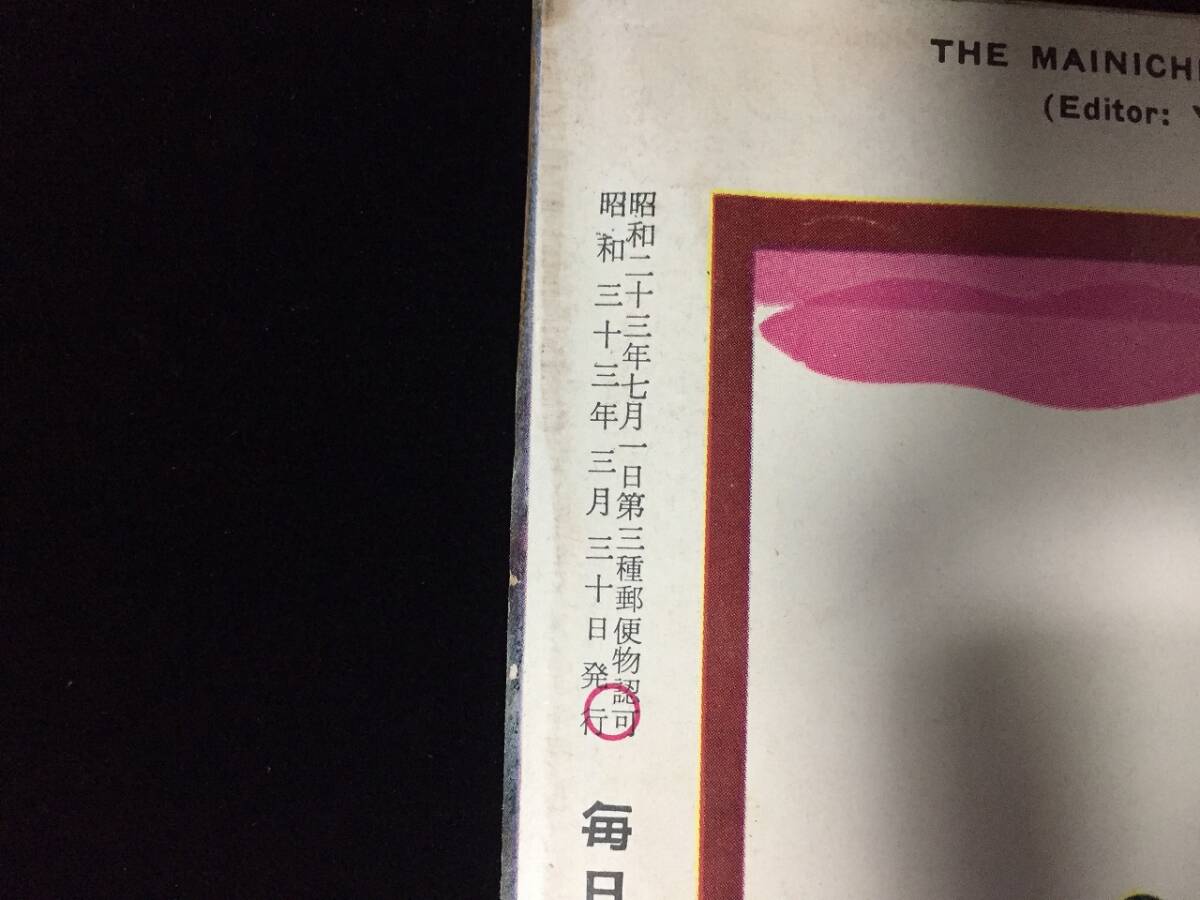 THE MAINICHI
(Editor:
昭和二十三年七月一日第三種郵便物認可
昭和三十三年三月三十日発行
毎日